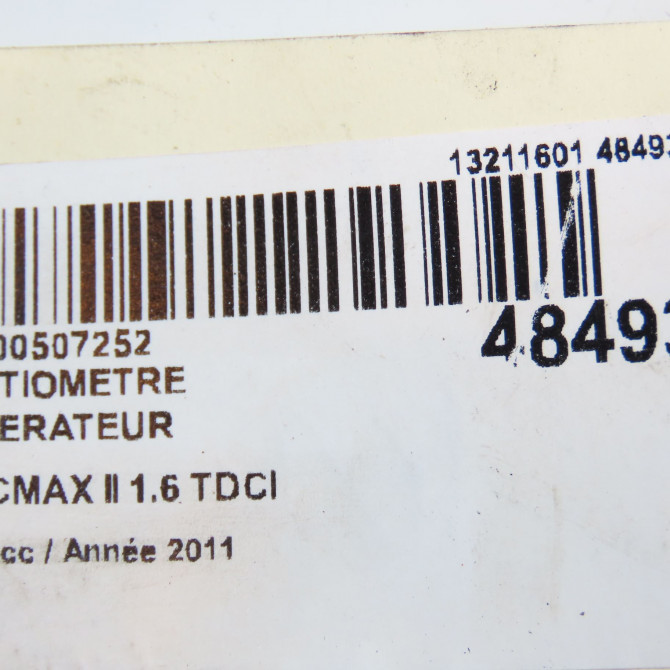 13211601 48493
48493
00507252
TIOMETRE
ERATEUR
CMAX II 1.6 TDCI
cc / Année 2011